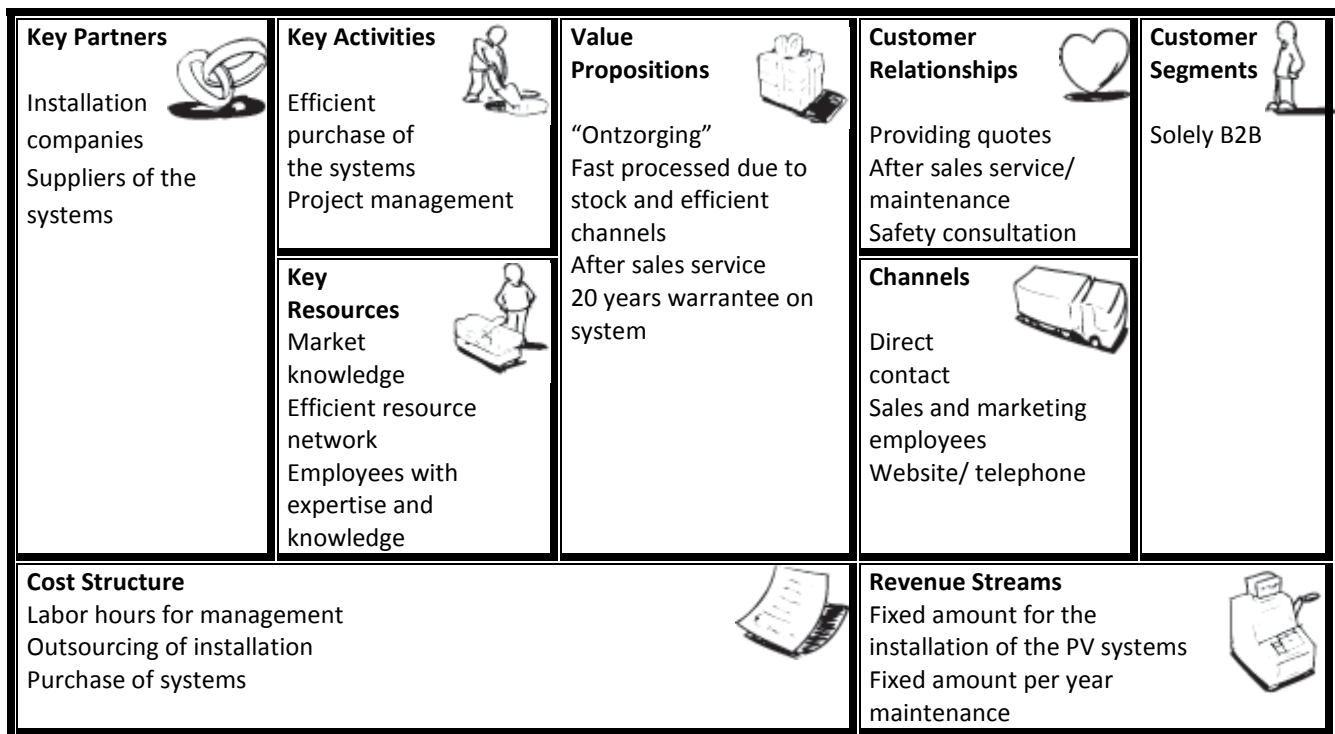 Key Partners
Installation
companies
Suppliers of the
systems
Key Activities
Efficient
purchase of
the systems
Project management
Key
Resources
Market
knowledge
Efficient resource
network
Employees with
expertise and
knowledge
Value
Propositions
“Ontzorging”
Fast processed due to
stock and efficient
channels
After sales service
20 years warrantee on
system
Customer
Relationships
Providing quotes
After sales service/
maintenance
Safety consultation
Channels
Direct
contact
Sales and marketing
employees
Website/ telephone
Customer
Segments
Solely B2B
Cost Structure
Labor hours for management
Outsourcing of installation
Purchase of systems
Revenue Streams
Fixed amount for the
installation of the PV systems
Fixed amount per year
maintenance